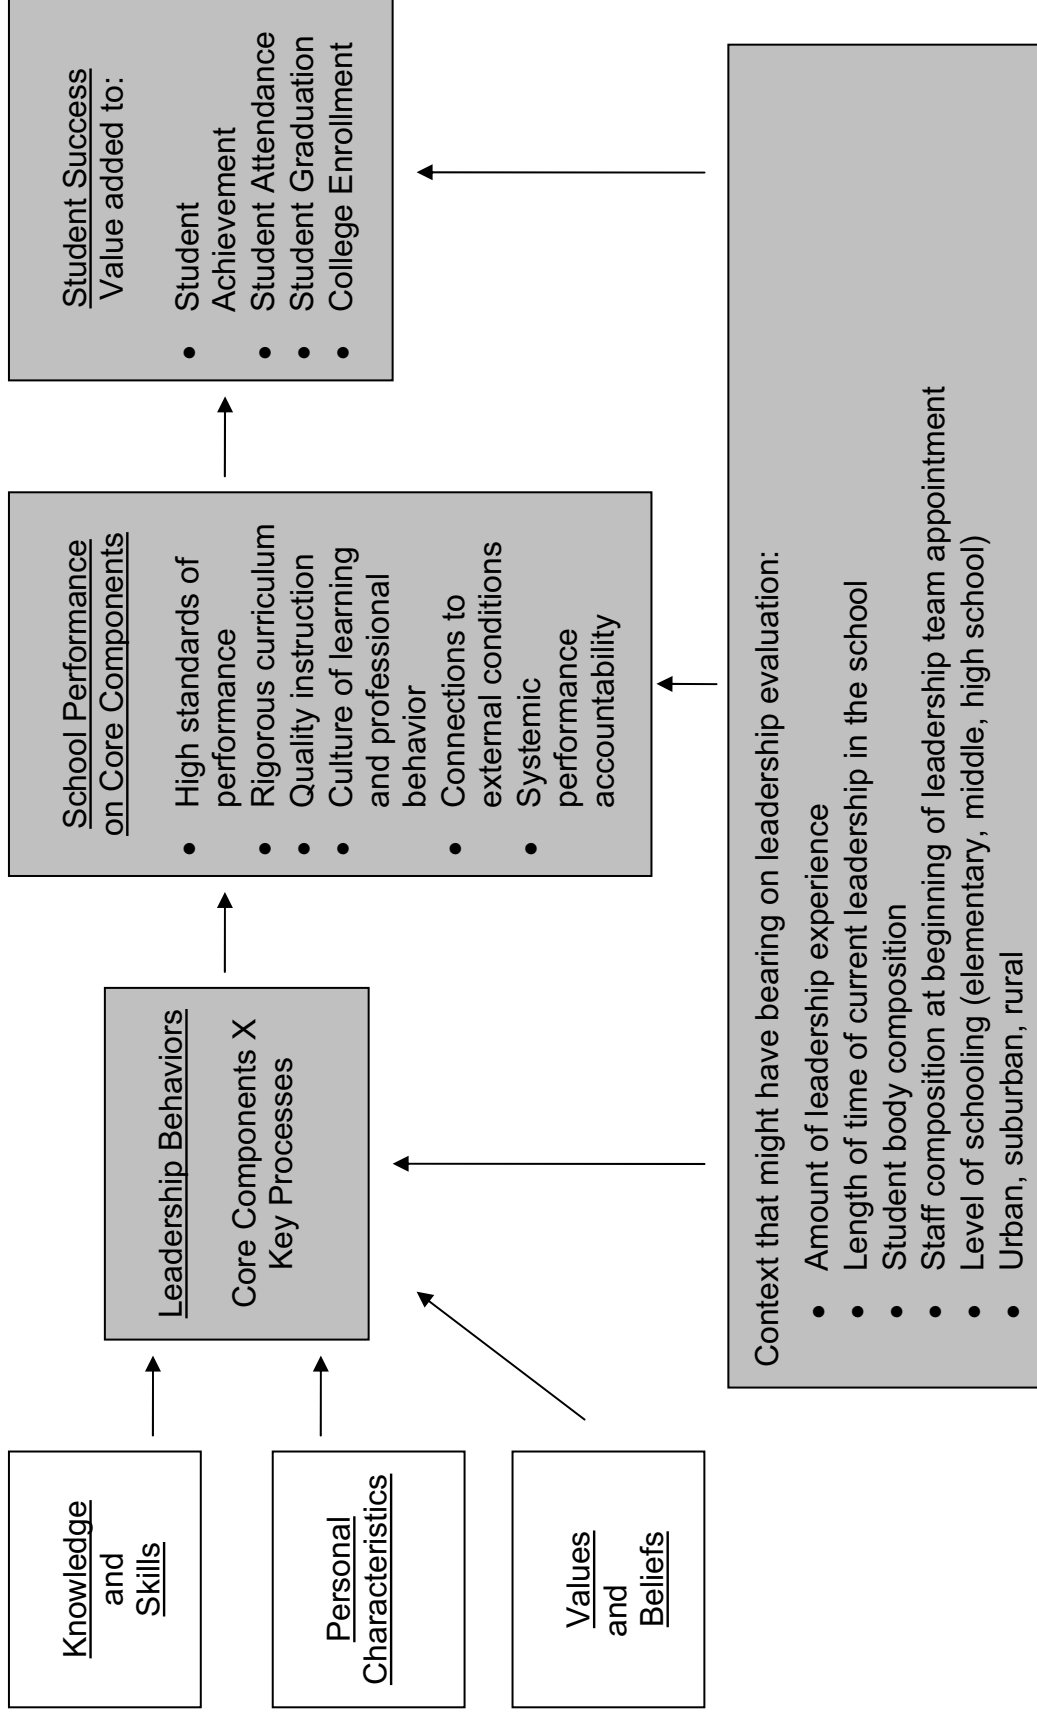 Knowledge
and
Skills
Personal
Characteristics
Values
and
Beliefs
Leadership Behaviors
Core Components X
Key Processes
School Performance
on Core Components
• High standards of
performance
• Rigorous curriculum
• Quality instruction
• Culture of learning
and professional
behavior
• Connections to
external conditions
• Systemic
performance
accountability
Student Success
Value added to:
• Student
Achievement
• Student Attendance
• Student Graduation
• College Enrollment
Context that might have bearing on leadership evaluation:
• Amount of leadership experience
• Length of time of current leadership in the school
• Student body composition
• Staff composition at beginning of leadership team appointment
• Level of schooling (elementary, middle, high school)
• Urban, suburban, rural